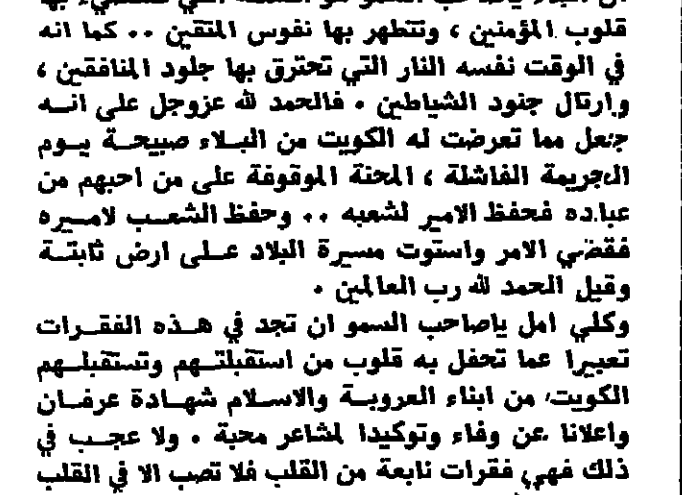 قلوب المؤمنين ، وتتطهر بها نفوس المتقين .. كما انه
في الوقت نفسه النار التي تحترق بها جلود المنافقين ،
وارتال جنود الشياطين . فالحمد لله عزوجل على انه
جعل مما تعرضت له الكويت من البلاء صبيحة يوم
الجريمة الفاشلة ، المحنة الموقوفة على من احبهم من
عباده فحفظ الامير لشعبه .. وحفظ الشعب لاميره
فقضي الامر واستوت مسيرة البلاد على ارض ثابتة
وقيل الحمد لله رب العالمين .
وكلي امل ياصاحب السمو ان تجد في هذه الفقرات
تعبيرا عما تحفل به قلوب من استقبلتهم وتستقبلهم
الكويت من ابناء العروبة والاسلام شهادة عرفان
واعلانا عن وفاء وتوكيدا لمشاعر محبة . ولا عجب في
ذلك فهي فقرات نابعة من القلب فلا تصب الا في القلب